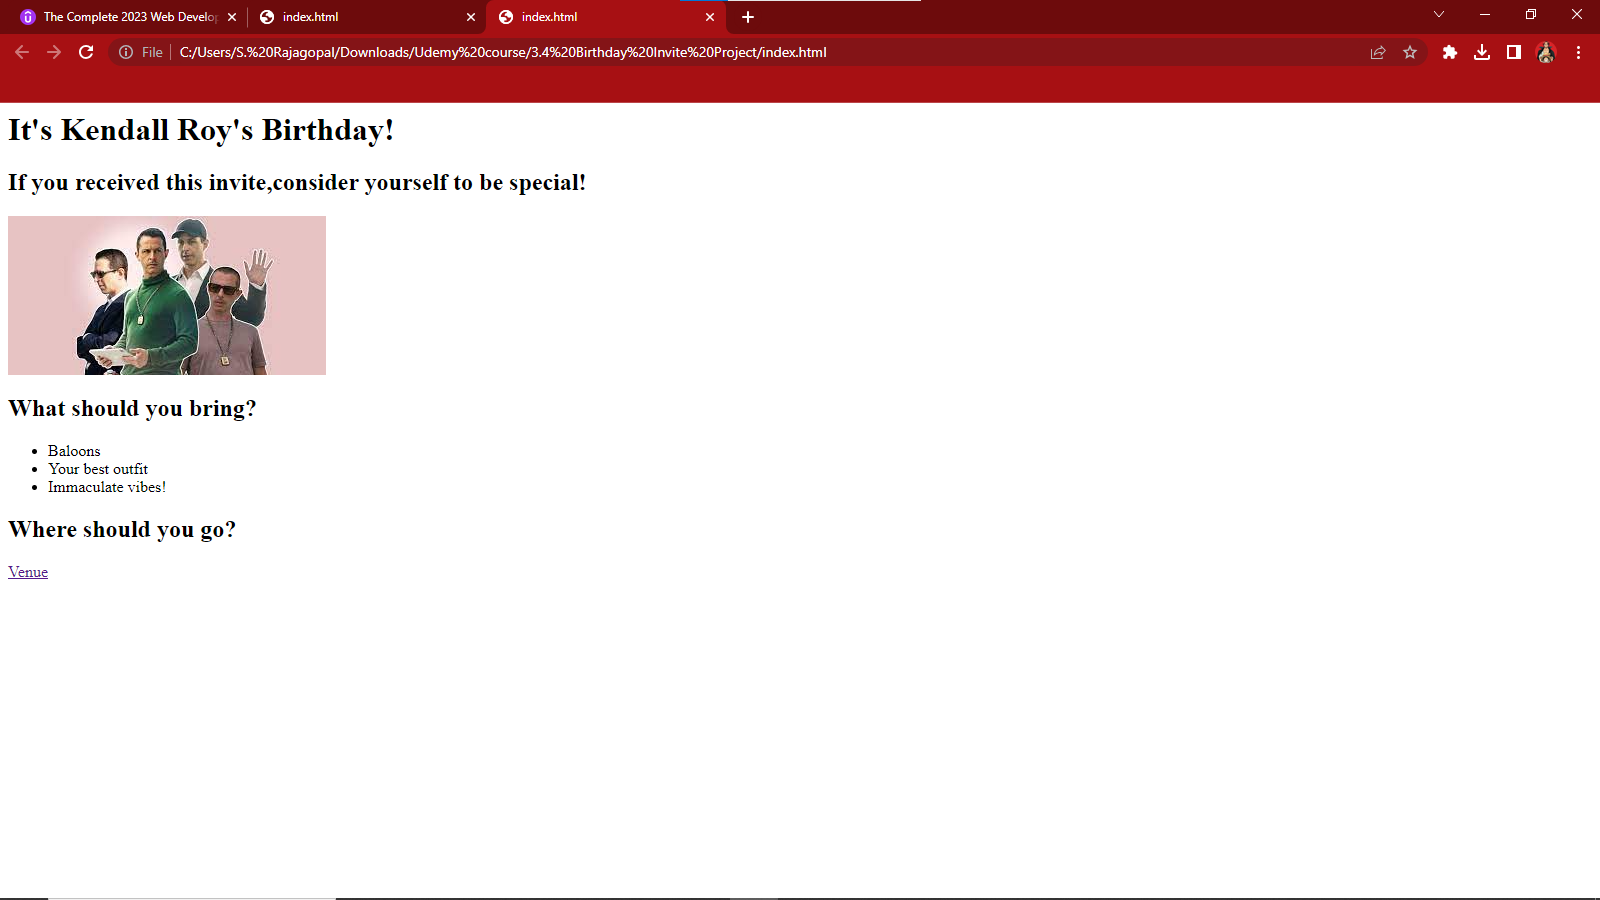 The Complete 2023 Web Develop
index.html
index.html
File
C:/Users/S.%20Rajagopal/Downloads/Udemy%20course/3.4%20Birthday%20Invite%20Project/index.html
It's Kendall Roy's Birthday!
If you received this invite,consider yourself to be special!
What should you bring?
Baloons
Your best outfit
Immaculate vibes!
Where should you go?
Venue